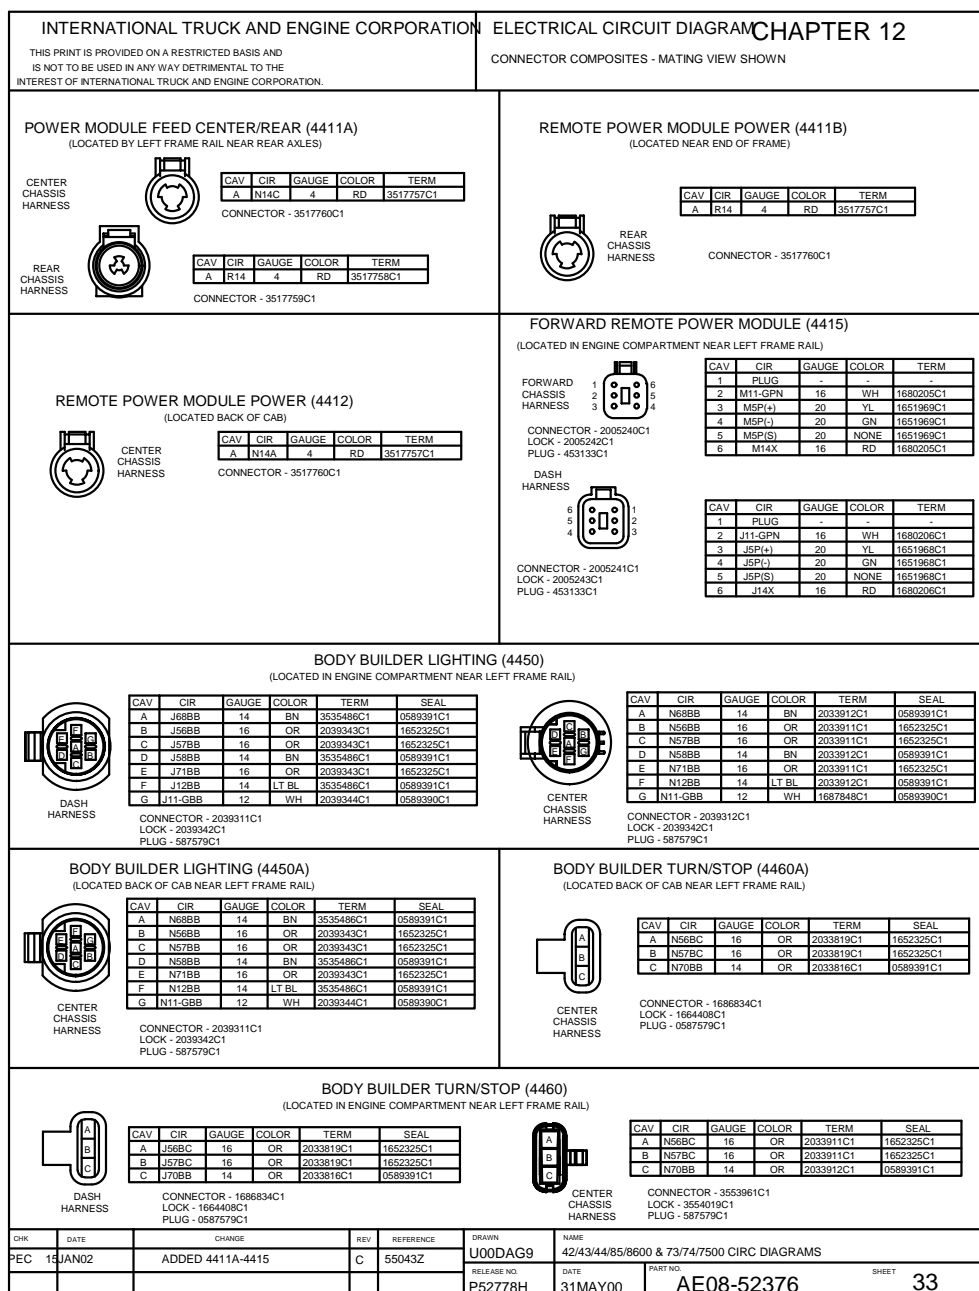 INTERNATIONAL TRUCK AND ENGINE CORPORATION
THIS PRINT IS PROVIDED ON A RESTRICTED BASIS AND
IS NOT TO BE USED IN ANY WAY DETRIMENTAL TO THE
INTEREST OF INTERNATIONAL TRUCK AND ENGINE CORPORATION.
ELECTRICAL CIRCUIT DIAGRAM CHAPTER 12
CONNECTOR COMPOSITES - MATING VIEW SHOWN
POWER MODULE FEED CENTER/REAR (4411A)
(LOCATED BY LEFT FRAME RAIL NEAR REAR AXLES)
CENTER
CHASSIS
HARNESS
CAV CIR GAUGE COLOR TERM
A N14C 4 RD 3517757C1
CONNECTOR - 3517760C1
REAR
CHASSIS
HARNESS
CAV CIR GAUGE COLOR TERM
A R14 4 RD 3517758C1
CONNECTOR - 3517759C1
REMOTE POWER MODULE POWER (4411B)
(LOCATED NEAR END OF FRAME)
CAV CIR GAUGE COLOR TERM
A R14 4 RD 3517757C1
REAR
CHASSIS
HARNESS
CONNECTOR - 3517760C1
REMOTE POWER MODULE POWER (4412)
(LOCATED BACK OF CAB)
CENTER
CHASSIS
HARNESS
CAV CIR GAUGE COLOR TERM
A N14A 4 RD 3517757C1
CONNECTOR - 3517760C1
FORWARD REMOTE POWER MODULE (4415)
(LOCATED IN ENGINE COMPARTMENT NEAR LEFT FRAME RAIL)
FORWARD
CHASSIS
HARNESS
1 6
2 5
3 4
CONNECTOR - 2005240C1
LOCK - 2005242C1
PLUG - 453133C1
CAV CIR GAUGE COLOR TERM
1 PLUG - - -
2 M11-GPN 16 WH 1680205C1
3 M5P(+) 20 YL 1651969C1
4 M5P(-) 20 GN 1651969C1
5 M5P(S) 20 NONE 1651969C1
6 M14X 16 RD 1680205C1
DASH
HARNESS
6 1
5 2
4 3
CONNECTOR - 2005241C1
LOCK - 2005243C1
PLUG - 453133C1
CAV CIR GAUGE COLOR TERM
1 PLUG - - -
2 J11-GPN 16 WH 1680206C1
3 J5P(+) 20 YL 1651968C1
4 J5P(-) 20 GN 1651968C1
5 J5P(S) 20 NONE 1651968C1
6 J14X 16 RD 1680206C1
BODY BUILDER LIGHTING (4450)
(LOCATED IN ENGINE COMPARTMENT NEAR LEFT FRAME RAIL)
F
E G
A
D B
C
DASH
HARNESS
CAV CIR GAUGE COLOR TERM SEAL
A J68BB 14 BN 3535486C1 0589391C1
B J56BB 16 OR 2039343C1 1652325C1
C J57BB 16 OR 2039343C1 1652325C1
D J58BB 14 BN 3535486C1 0589391C1
E J71BB 16 OR 2039343C1 1652325C1
F J12BB 14 LT BL 3535486C1 0589391C1
G J11-GBB 12 WH 2039344C1 0589390C1
CONNECTOR - 2039311C1
LOCK - 2039342C1
PLUG - 587579C1
C
D B
A
E G
F
CENTER
CHASSIS
HARNESS
CAV CIR GAUGE COLOR TERM SEAL
A N68BB 14 BN 2033912C1 0589391C1
B N56BB 16 OR 2033911C1 1652325C1
C N57BB 16 OR 2033911C1 1652325C1
D N58BB 14 BN 2033912C1 0589391C1
E N71BB 16 OR 2033911C1 1652325C1
F N12BB 14 LT BL 2033912C1 0589391C1
G N11-GBB 12 WH 1687848C1 0589390C1
CONNECTOR - 2039312C1
LOCK - 2039342C1
PLUG - 587579C1
BODY BUILDER LIGHTING (4450A)
(LOCATED BACK OF CAB NEAR LEFT FRAME RAIL)
F
E G
A
D B
C
CENTER
CHASSIS
HARNESS
CAV CIR GAUGE COLOR TERM SEAL
A N68BB 14 BN 3535486C1 0589391C1
B N56BB 16 OR 2039343C1 1652325C1
C N57BB 16 OR 2039343C1 1652325C1
D N58BB 14 BN 3535486C1 0589391C1
E N71BB 16 OR 2039343C1 1652325C1
F N12BB 14 LT BL 3535486C1 0589391C1
G N11-GBB 12 WH 2039344C1 0589390C1
CONNECTOR - 2039311C1
LOCK - 2039342C1
PLUG - 587579C1
BODY BUILDER TURN/STOP (4460A)
(LOCATED BACK OF CAB NEAR LEFT FRAME RAIL)
A
B
C
CENTER
CHASSIS
HARNESS
CAV CIR GAUGE COLOR TERM SEAL
A N56BC 16 OR 2033819C1 1652325C1
B N57BC 16 OR 2033819C1 1652325C1
C N70BB 14 OR 2033816C1 0589391C1
CONNECTOR - 1686834C1
LOCK - 1664408C1
PLUG - 0587579C1
BODY BUILDER TURN/STOP (4460)
(LOCATED IN ENGINE COMPARTMENT NEAR LEFT FRAME RAIL)
A
B
C
DASH
HARNESS
CAV CIR GAUGE COLOR TERM SEAL
A J56BC 16 OR 2033819C1 1652325C1
B J57BC 16 OR 2033819C1 1652325C1
C J70BB 14 OR 2033816C1 0589391C1
CONNECTOR - 1686834C1
LOCK - 1664408C1
PLUG - 0587579C1
A
B
C
CENTER
CHASSIS
HARNESS
CAV CIR GAUGE COLOR TERM SEAL
A N56BC 16 OR 2033911C1 1652325C1
B N57BC 16 OR 2033911C1 1652325C1
C N70BB 14 OR 2033912C1 0589391C1
CONNECTOR - 3553961C1
LOCK - 3554019C1
PLUG - 587579C1
CHK DATE CHANGE REV REFERENCE
PEC 15JAN02 ADDED 4411A-4415 C 55043Z
DRAWN
U00DAG9
NAME
42/43/44/85/8600 & 73/74/7500 CIRC DIAGRAMS
RELEASE NO.
P52778H
DATE
31MAY00
PART NO.
AE08-52376
SHEET 33